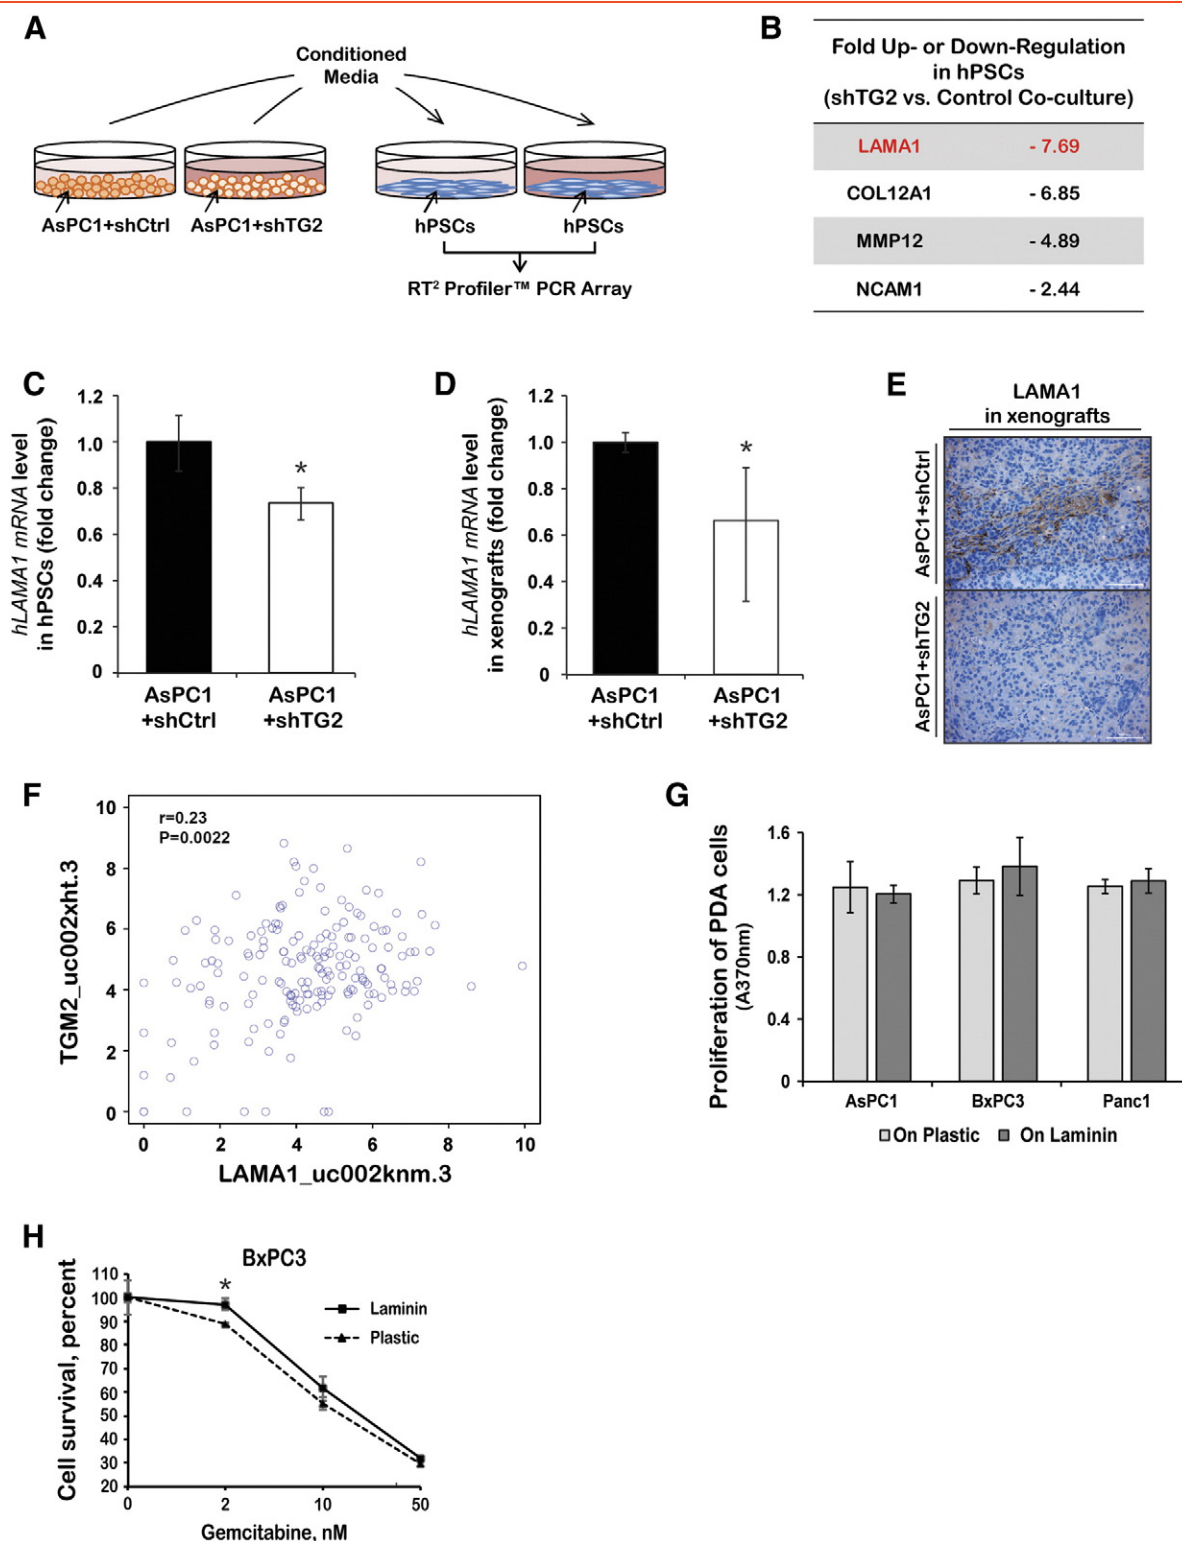 A
Conditioned
Media
AsPC1+shCtrl
AsPC1+shTG2
hPSCs
hPSCs
RT² Profiler™ PCR Array
B
Fold Up- or Down-Regulation
in hPSCs
(shTG2 vs. Control Co-culture)
LAMA1 - 7.69
COL12A1 - 6.85
MMP12 - 4.89
NCAM1 - 2.44
C
hLAMA1 mRNA level
in hPSCs (fold change)
1.2
1.0
0.8
0.6
0.4
0.2
0
*
AsPC1
+shCtrl
AsPC1
+shTG2
D
hLAMA1 mRNA level
in xenografts (fold change)
1.2
1.0
0.8
0.6
0.4
0.2
0
*
AsPC1
+shCtrl
AsPC1
+shTG2
E
LAMA1
in xenografts
AsPC1+shCtrl
AsPC1+shTG2
F
TGM2_uc002xht.3
10
8
6
4
2
0
r=0.23
P=0.0022
0 2 4 6 8 10
LAMA1_uc002knm.3
G
Proliferation of PDA cells
(A370nm)
1.6
1.2
0.8
0.4
0
AsPC1 BxPC3 Panc1
On Plastic On Laminin
H
BxPC3
Cell survival, percent
110
100
90
80
70
60
50
40
30
20
*
Laminin
Plastic
0 2 10 50
Gemcitabine, nM